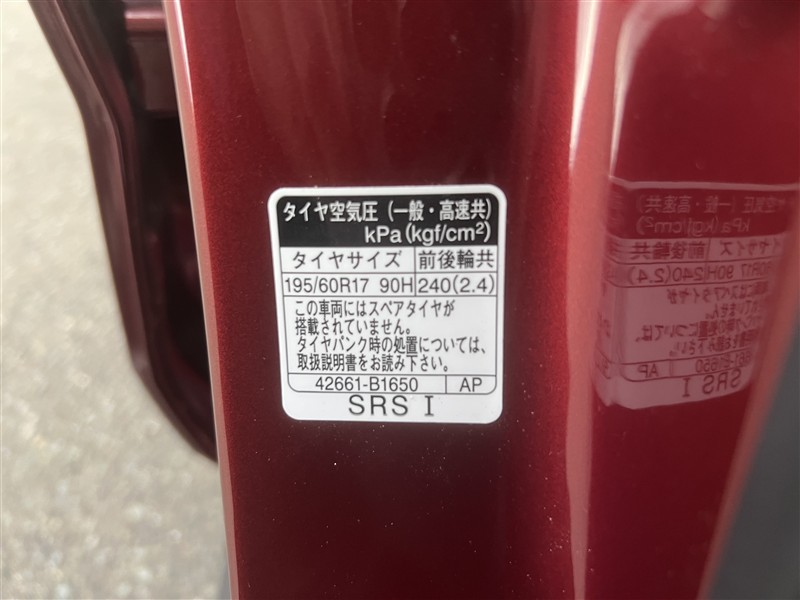 タイヤ空気圧(一般・高速共)
kPa(kgf/cm²)
タイヤサイズ 前後輪共
195/60R17 90H 240(2.4)
この車両にはスペアタイヤが
搭載されていません。
タイヤパンク時の処置については、
取扱説明書をお読み下さい。
42661-B1650 AP
SRS I